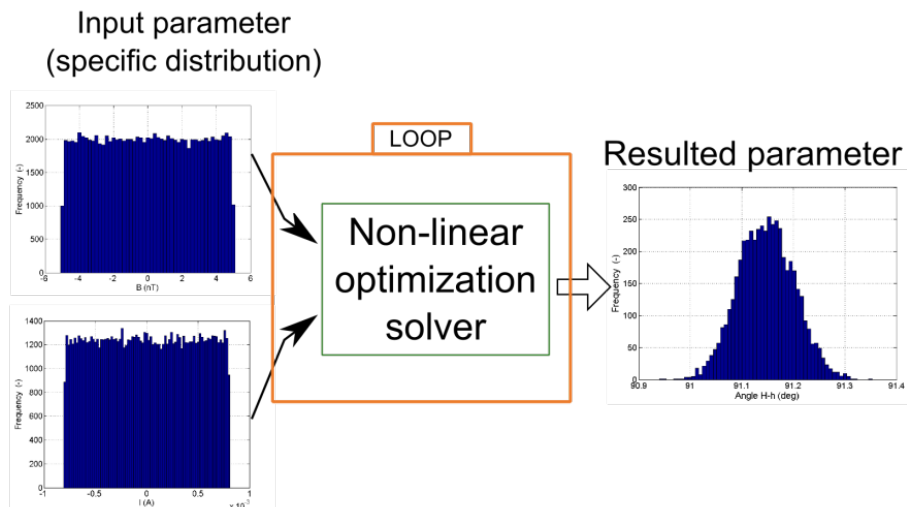 Input parameter
(specific distribution)
2500
2000
1500
1000
500
0
Frequency (-)
-6 -4 -2 0 2 4 6
B (nT)
1400
1200
1000
800
600
400
200
0
Frequency (-)
-1 -0.5 0 0.5 1
I (A)
x 10⁻³
LOOP
Non-linear
optimization
solver
Resulted parameter
300
250
200
150
100
50
0
Frequency (-)
90.9 91 91.1 91.2 91.3 91.4
Angle H-h (deg)